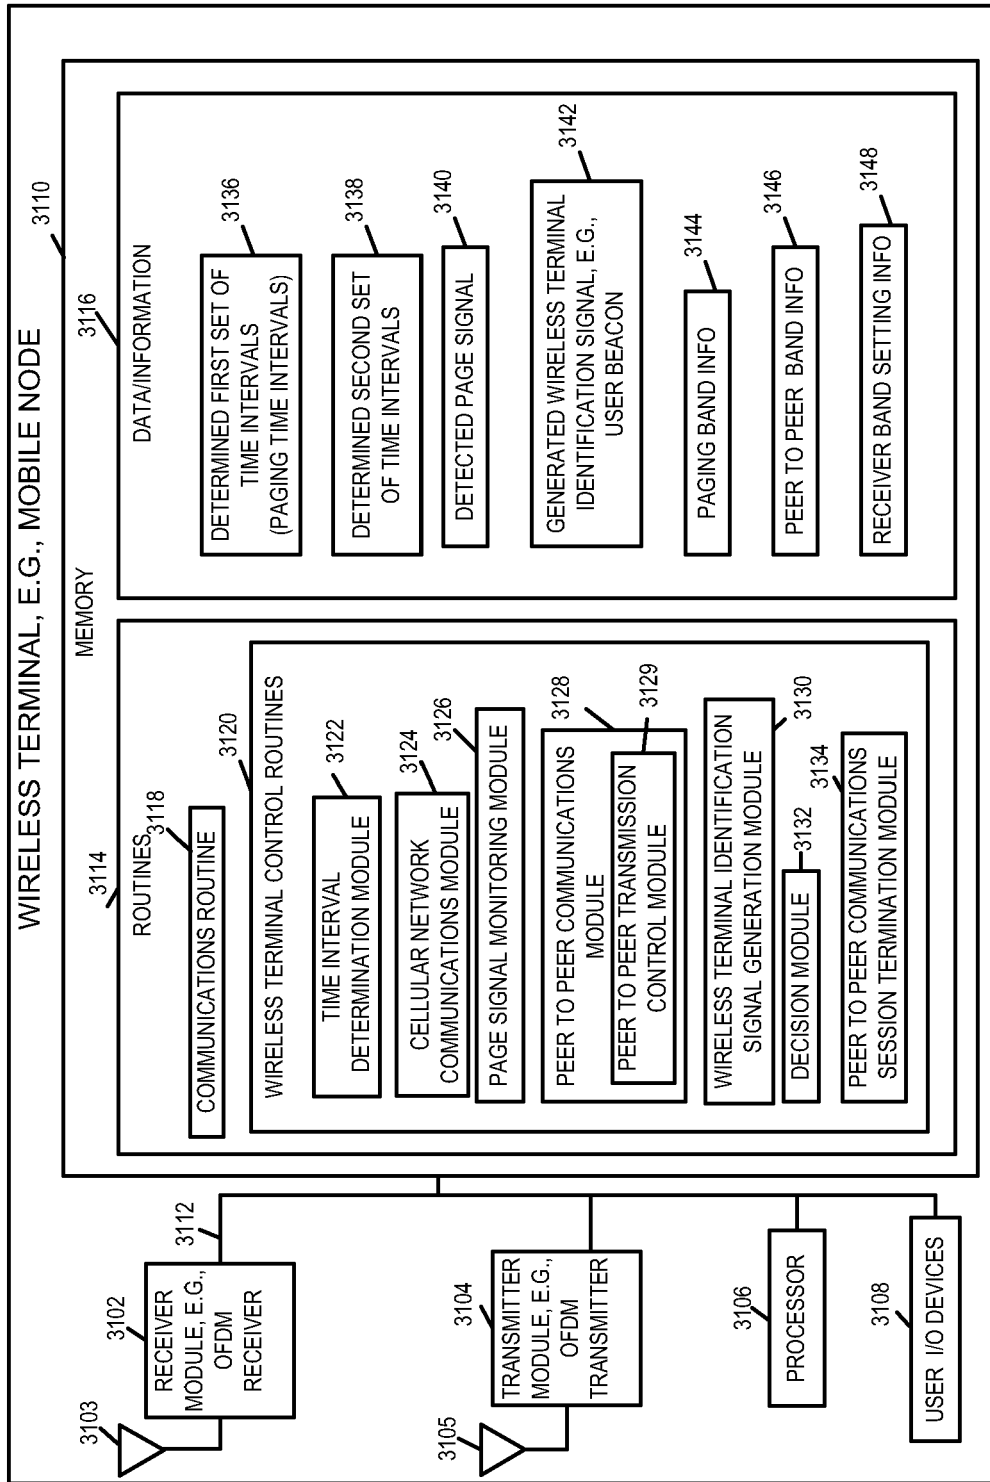 WIRELESS TERMINAL, E.G., MOBILE NODE
3110
MEMORY
3114
ROUTINES
3118
COMMUNICATIONS ROUTINE
3120
WIRELESS TERMINAL CONTROL ROUTINES
3122
TIME INTERVAL
DETERMINATION MODULE
3124
CELLULAR NETWORK
COMMUNICATIONS MODULE
3126
PAGE SIGNAL MONITORING MODULE
3128
PEER TO PEER COMMUNICATIONS
MODULE
3129
PEER TO PEER TRANSMISSION
CONTROL MODULE
3130
WIRELESS TERMINAL IDENTIFICATION
SIGNAL GENERATION MODULE
3132
DECISION MODULE
3134
PEER TO PEER COMMUNICATIONS
SESSION TERMINATION MODULE
3116
DATA/INFORMATION
3136
DETERMINED FIRST SET OF
TIME INTERVALS
(PAGING TIME INTERVALS)
3138
DETERMINED SECOND SET
OF TIME INTERVALS
3140
DETECTED PAGE SIGNAL
3142
GENERATED WIRELESS TERMINAL
IDENTIFICATION SIGNAL, E.G.,
USER BEACON
3144
PAGING BAND INFO
3146
PEER TO PEER BAND INFO
3148
RECEIVER BAND SETTING INFO
3103
3102
RECEIVER
MODULE, E.G.,
OFDM
RECEIVER
3112
3105
3104
TRANSMITTER
MODULE, E.G.,
OFDM
TRANSMITTER
3106
PROCESSOR
3108
USER I/O DEVICES